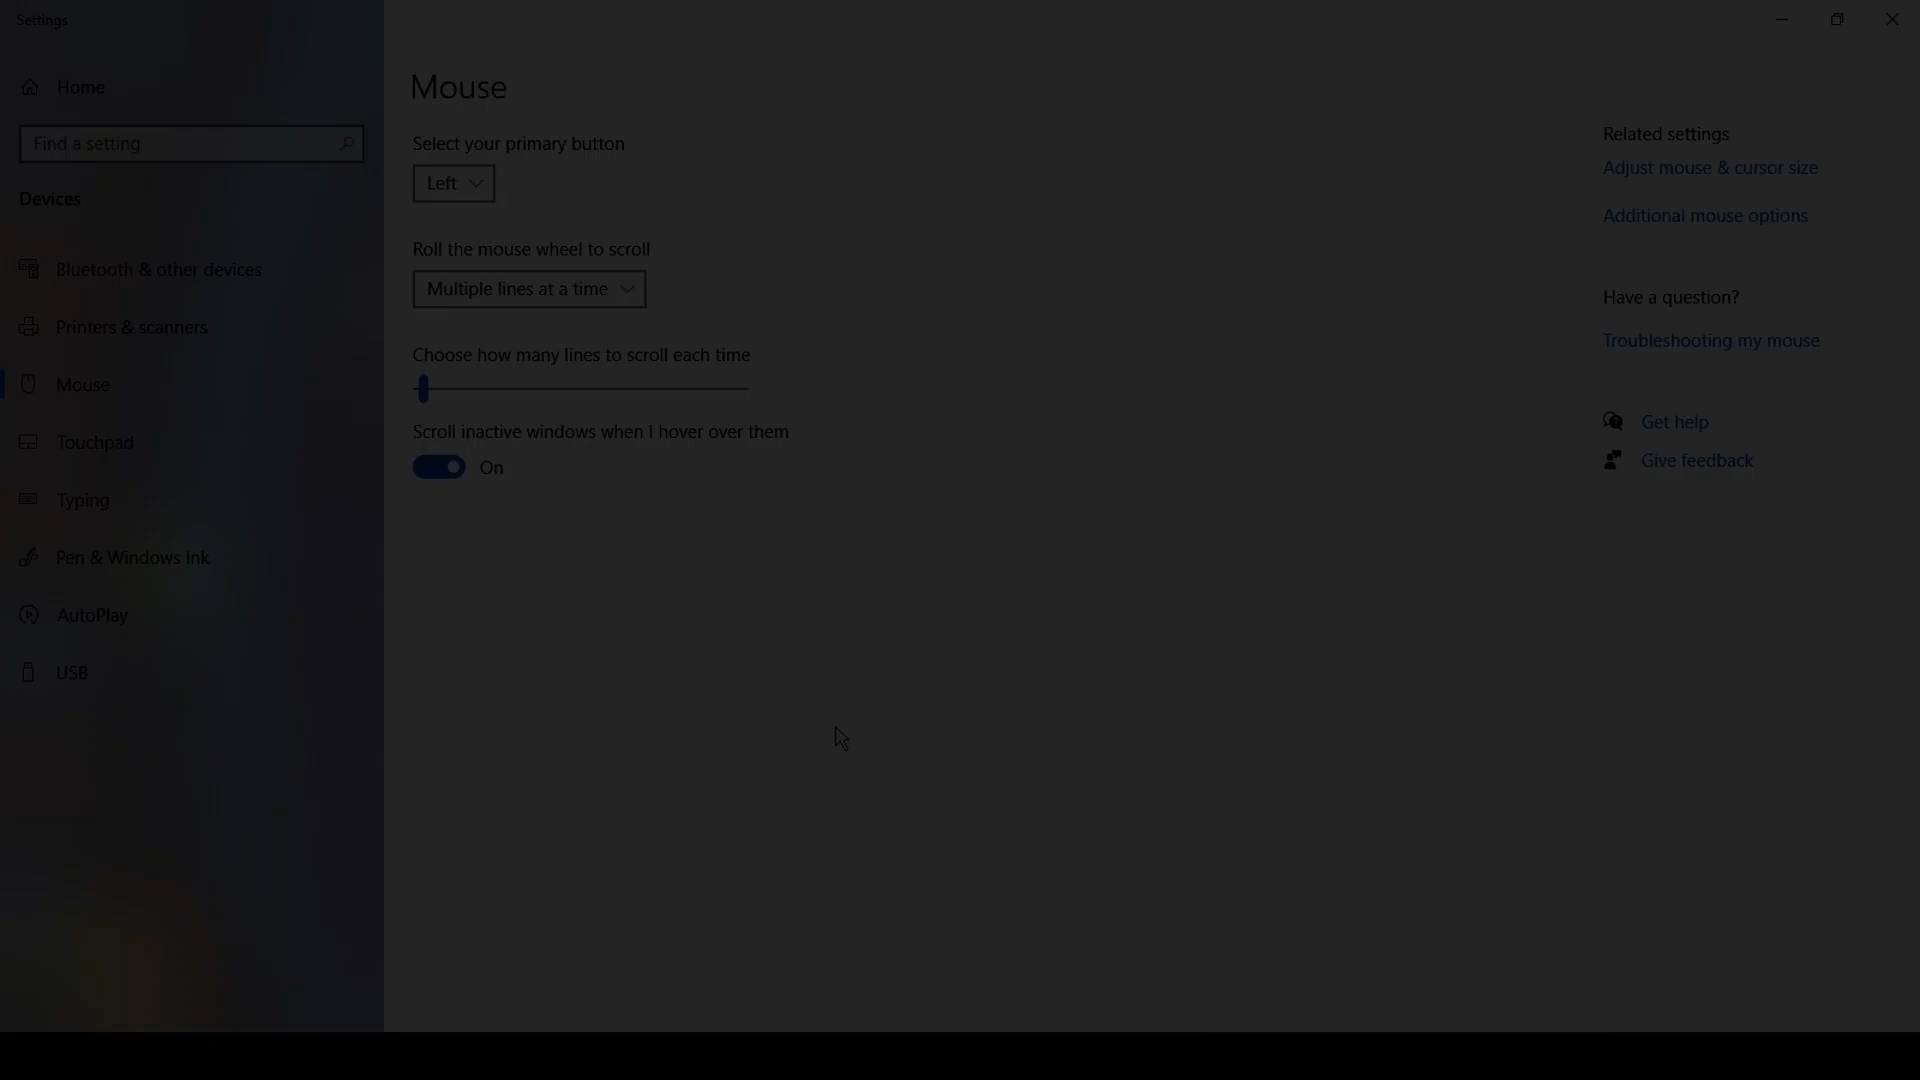 Settings
Home
Find a setting
Devices
Bluetooth & other devices
Printers & scanners
Mouse
Touchpad
Typing
Pen & Windows Ink
AutoPlay
USB
Mouse
Select your primary button
Left
Roll the mouse wheel to scroll
Multiple lines at a time
Choose how many lines to scroll each time
Scroll inactive windows when I hover over them
On
Related settings
Adjust mouse & cursor size
Additional mouse options
Have a question?
Troubleshooting my mouse
Get help
Give feedback